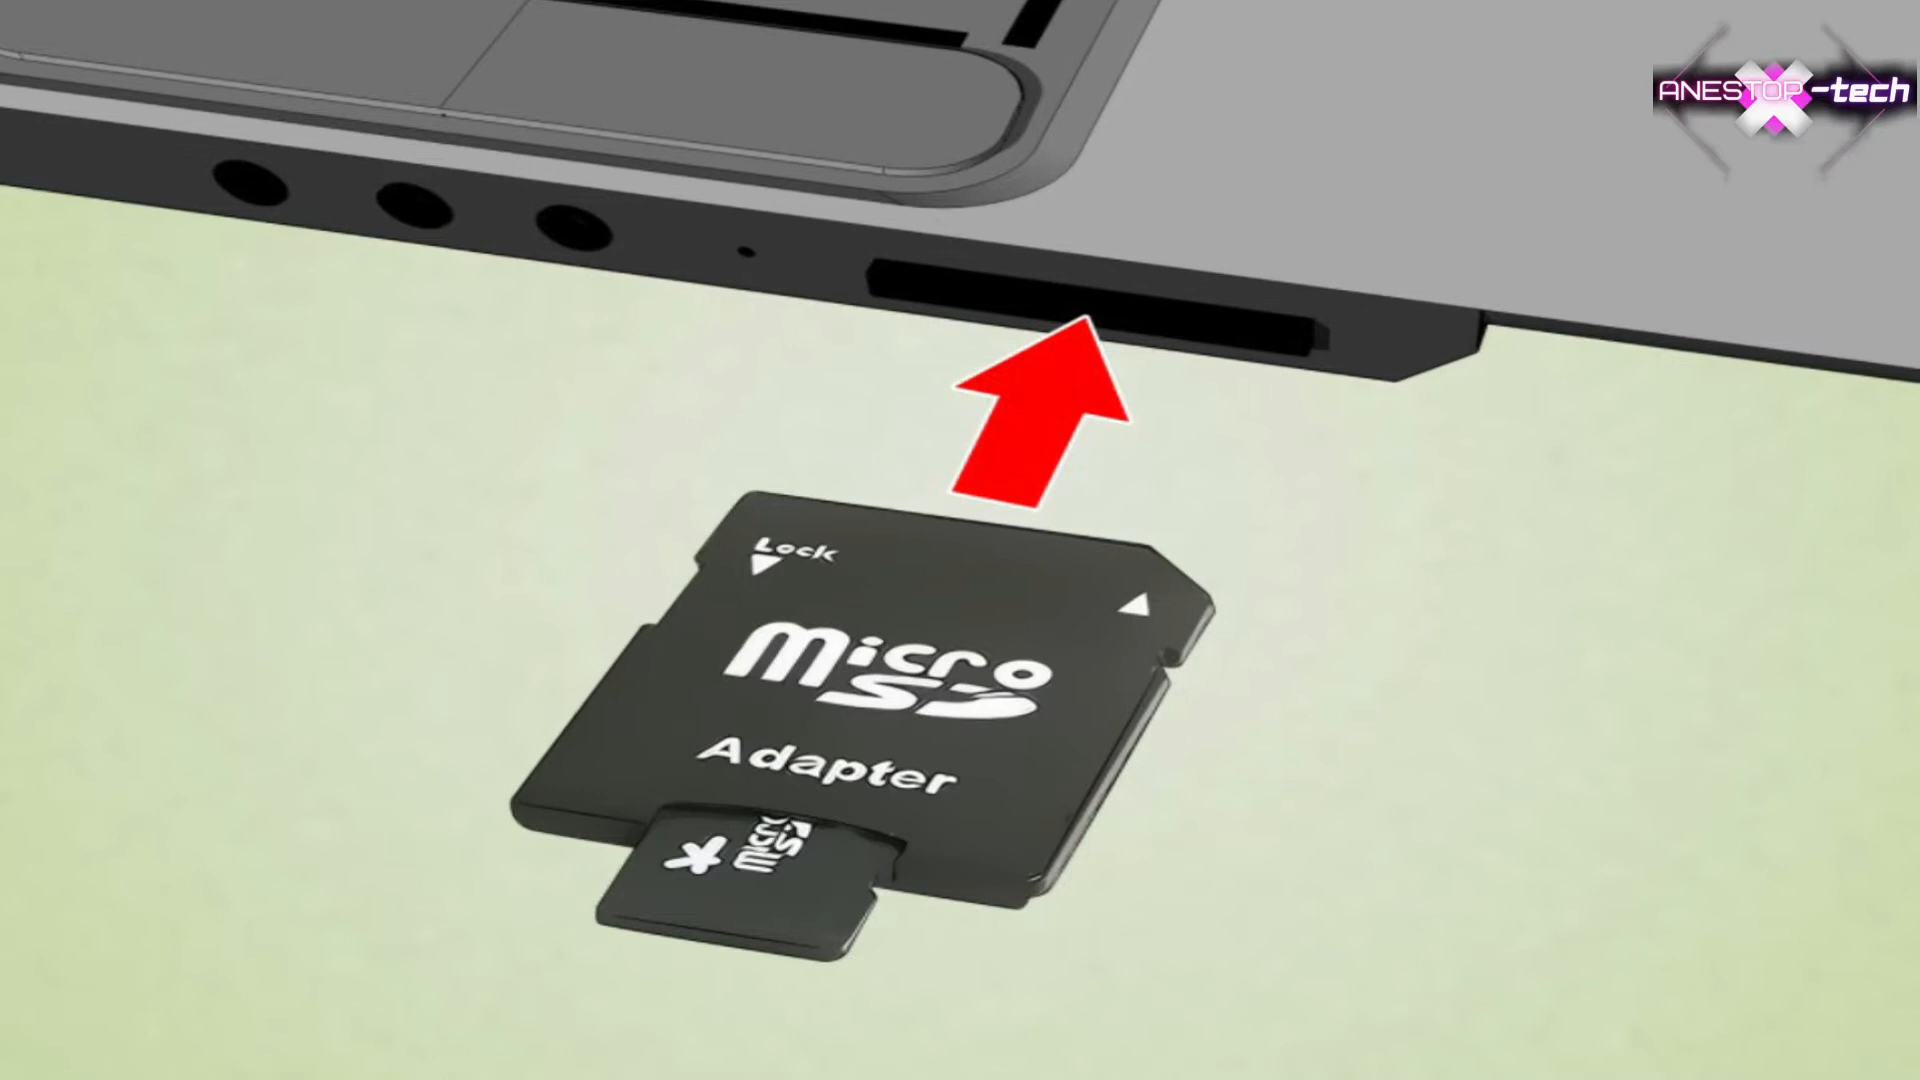 ANESTOP-tech
Lock
Micro
SD
Adapter
Micro
SD